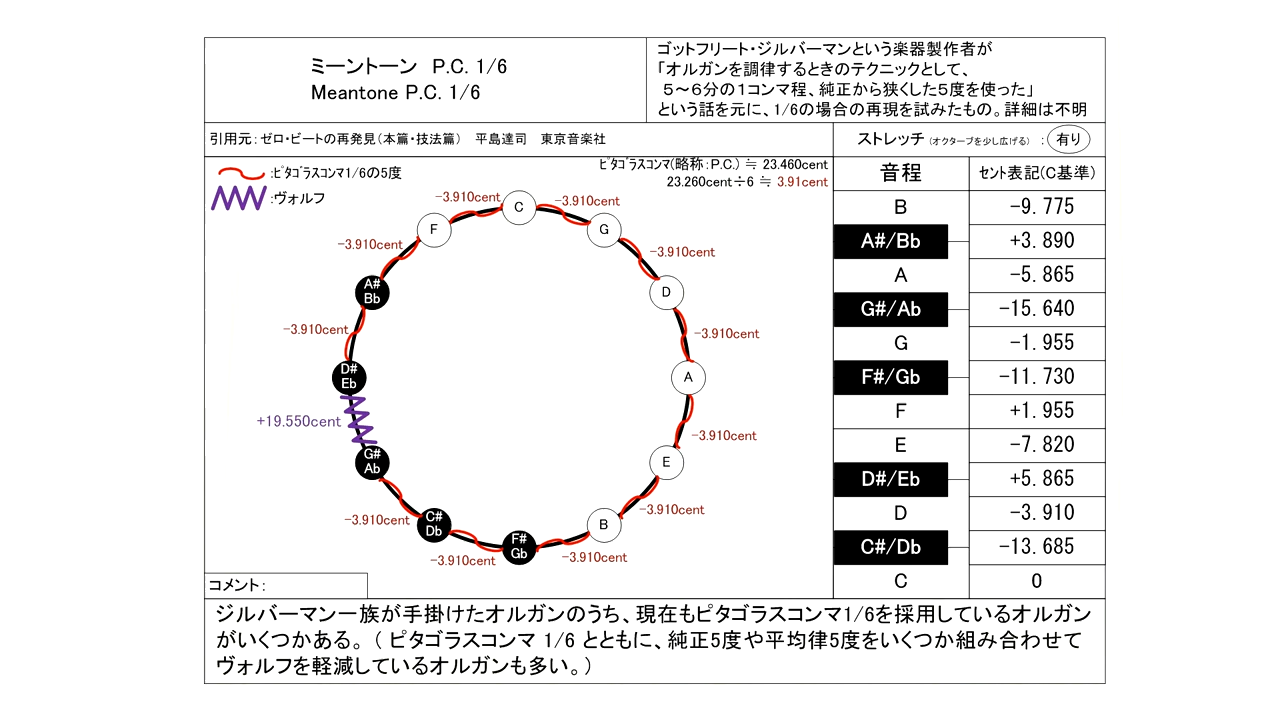 ミーントーン P.C. 1/6
Meantone P.C. 1/6
ゴットフリート・ジルバーマンという楽器製作者が
「オルガンを調律するときのテクニックとして、
５～６分の１コンマ程、純正から狭くした５度を使った」
という話を元に、1/6の場合の再現を試みたもの。詳細は不明
引用元：ゼロ・ビートの再発見（本篇・技法篇） 平島達司 東京音楽社
ストレッチ（オクターブを少し広げる）：有り
:ﾋﾟﾀｺﾞﾗｽｺﾝﾏ1/6の5度
:ヴォルフ
ﾋﾟﾀｺﾞﾗｽｺﾝﾏ(略称：P.C.) ≒ 23.460cent
23.260cent÷6 ≒ 3.91cent
音程
セント表記(C基準)
B
-9.775
A#/Bb
+3.890
A
-5.865
G#/Ab
-15.640
G
-1.955
F#/Gb
-11.730
F
+1.955
E
-7.820
D#/Eb
+5.865
D
-3.910
C#/Db
-13.685
C
0
C
-3.910cent
G
-3.910cent
D
-3.910cent
A
-3.910cent
E
-3.910cent
B
-3.910cent
F#
Gb
-3.910cent
C#
Db
-3.910cent
G#
Ab
+19.550cent
D#
Eb
-3.910cent
A#
Bb
-3.910cent
F
-3.910cent
コメント：
ジルバーマン一族が手掛けたオルガンのうち、現在もピタゴラスコンマ1/6を採用しているオルガン
がいくつかある。（ ピタゴラスコンマ 1/6 とともに、純正5度や平均律5度をいくつか組み合わせて
ヴォルフを軽減しているオルガンも多い。）